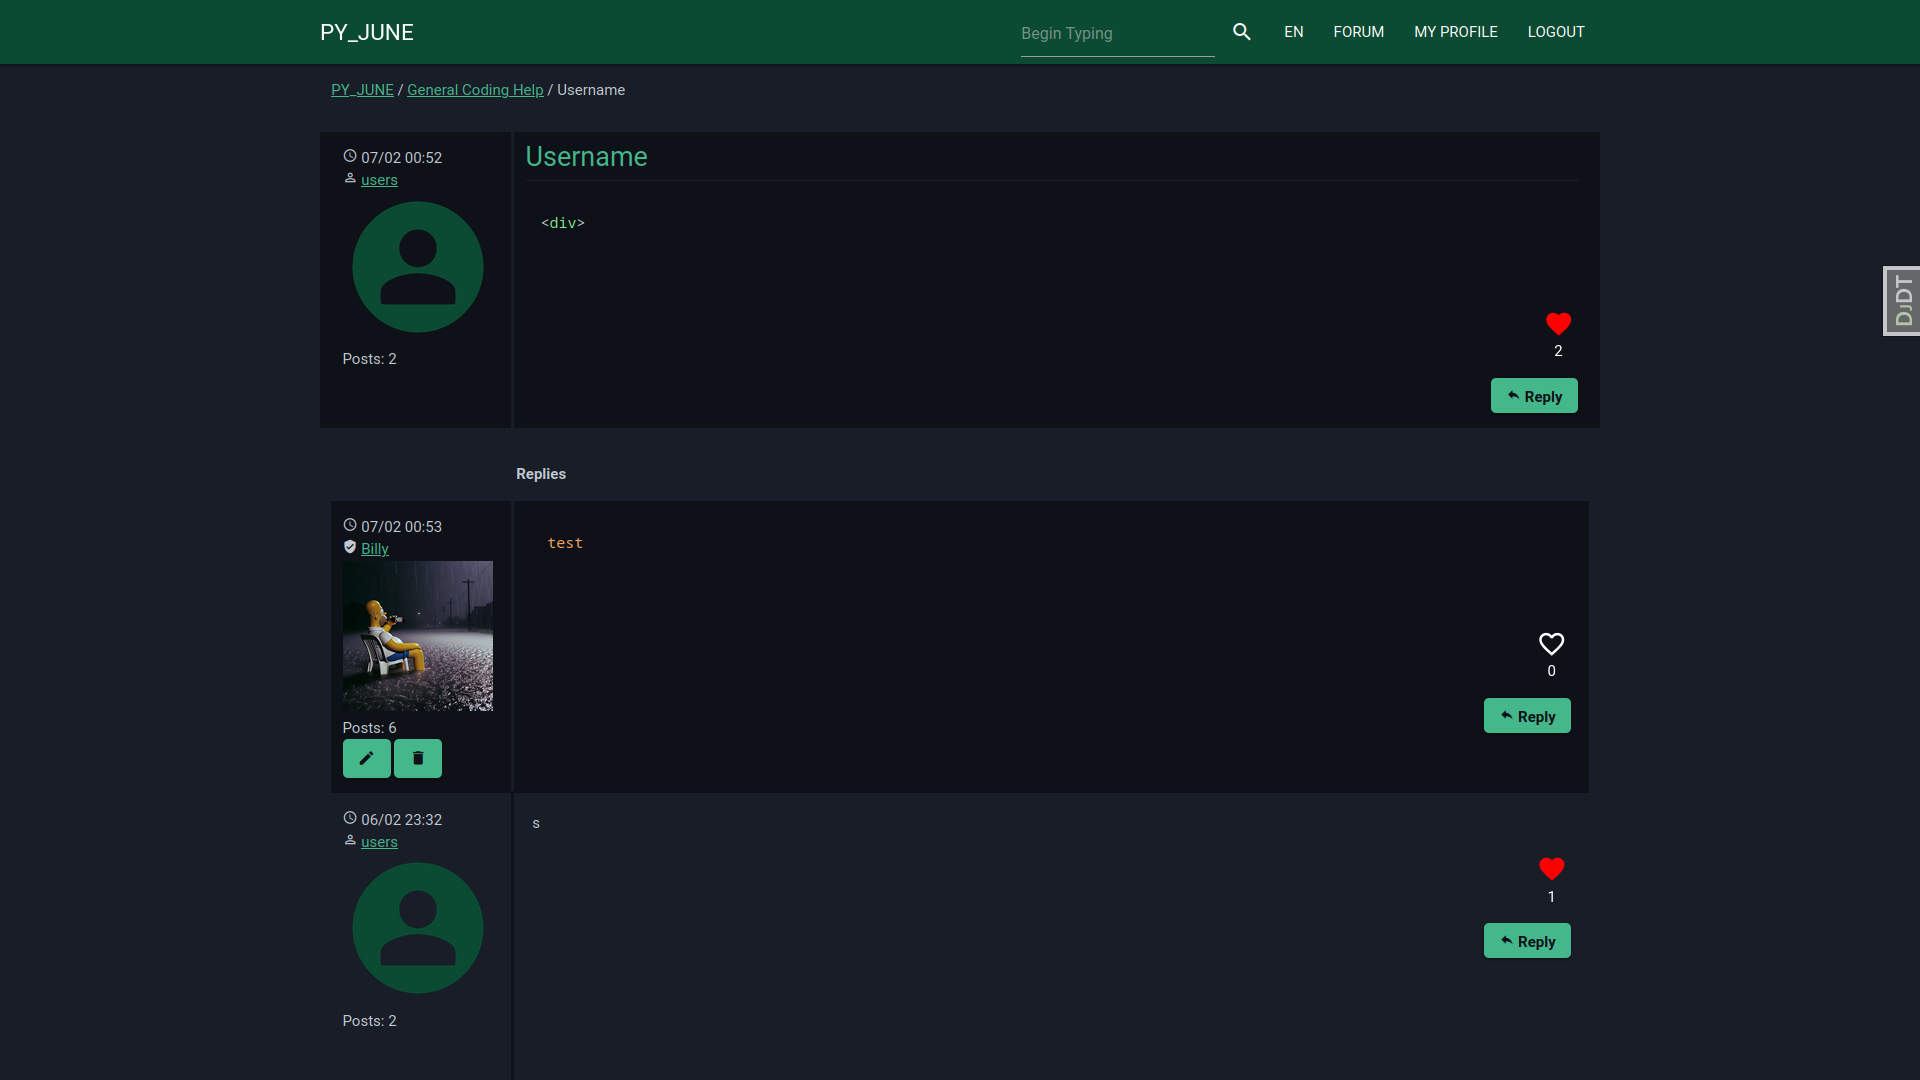 PY_JUNE
Begin Typing
EN
FORUM
MY PROFILE
LOGOUT
PY_JUNE / General Coding Help / Username
07/02 00:52
users
Posts: 2
Username
<div>
2
Reply
DJDT
Replies
07/02 00:53
Billy
Posts: 6
test
0
Reply
06/02 23:32
users
Posts: 2
s
1
Reply